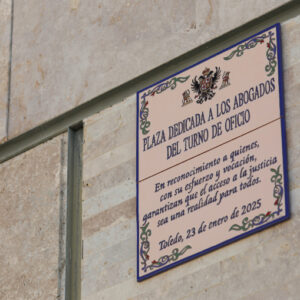 PLAZA DEDICADA A LOS ABOGADOS
DEL TURNO DE OFICIO
En reconocimiento a quienes,
con su esfuerzo y vocación,
garantizan que el acceso a la justicia
sea una realidad para todos.
Toledo, 23 de enero de 2025